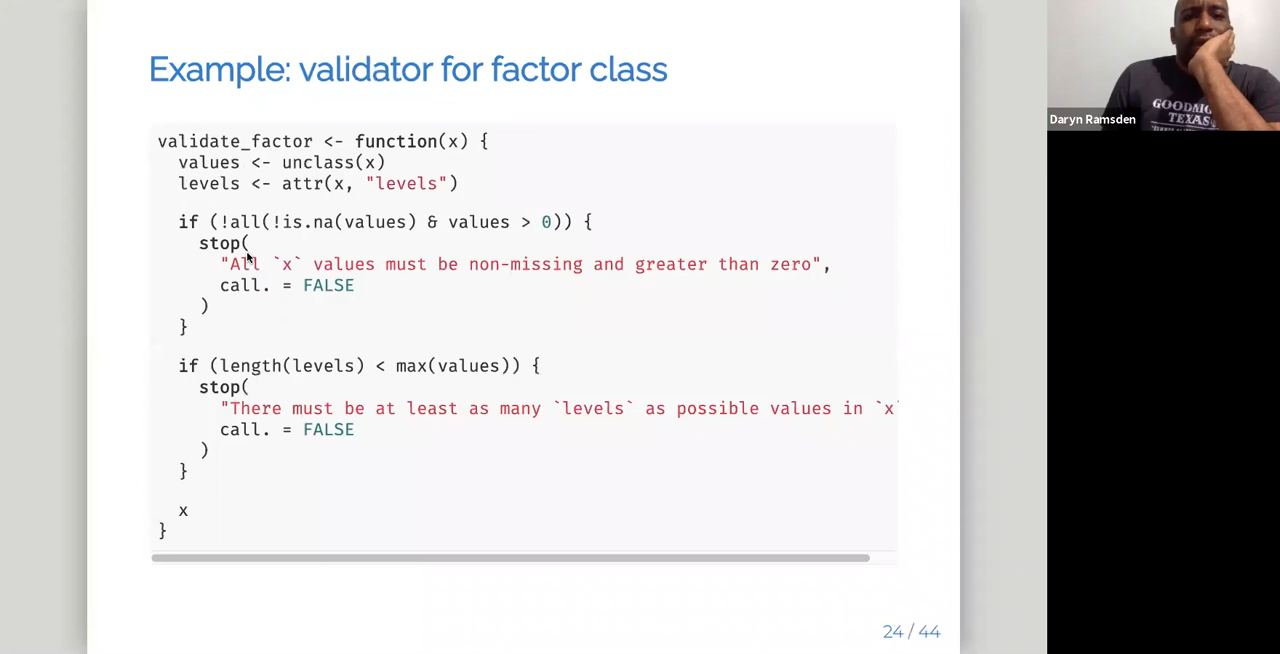 Example: validator for factor class
validate_factor <- function(x) {
values <- unclass(x)
levels <- attr(x, "levels")
if (!all(!is.na(values) & values > 0)) {
stop(
"All `x` values must be non-missing and greater than zero",
call. = FALSE
)
}
if (length(levels) < max(values)) {
stop(
"There must be at least as many `levels` as possible values in `x`
call. = FALSE
)
}
x
}
24 / 44
Daryn Ramsden
TEXAS